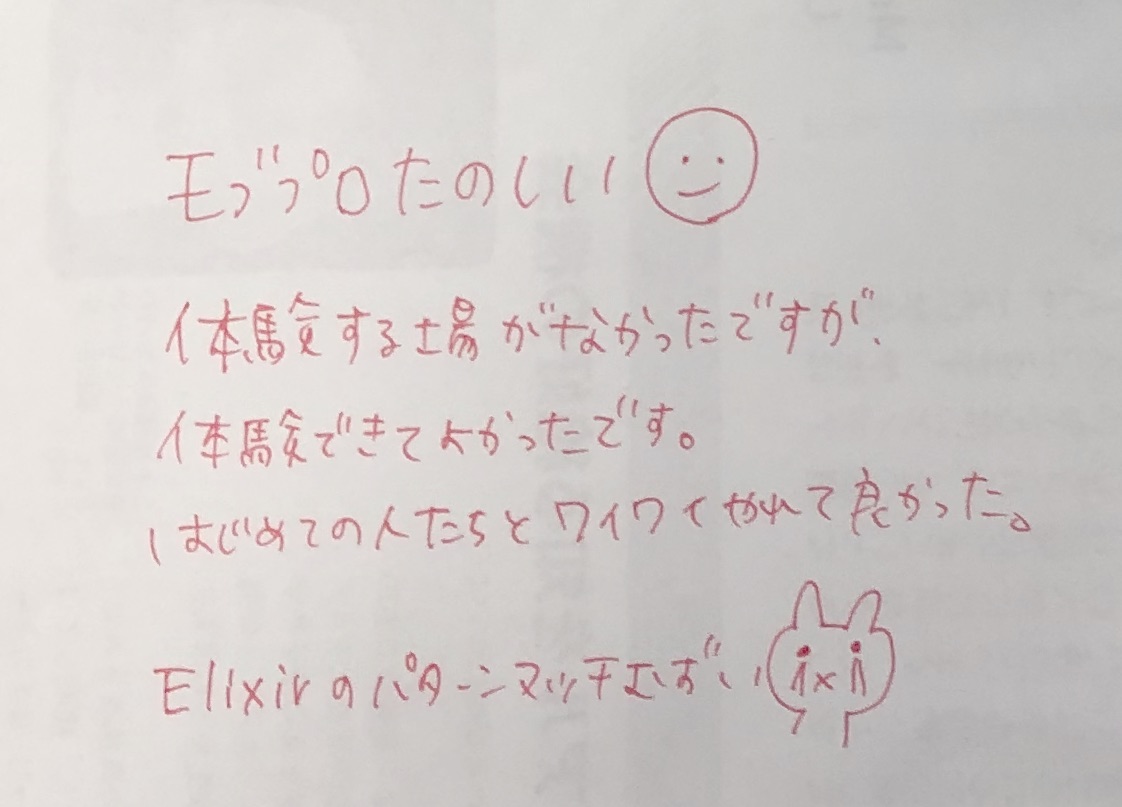 モブプロたのしい
体験する場がなかったですが、
体験できてよかったです。
はじめての人たちとワイワイやれて良かった。
Elixirのパターンマッチむずい